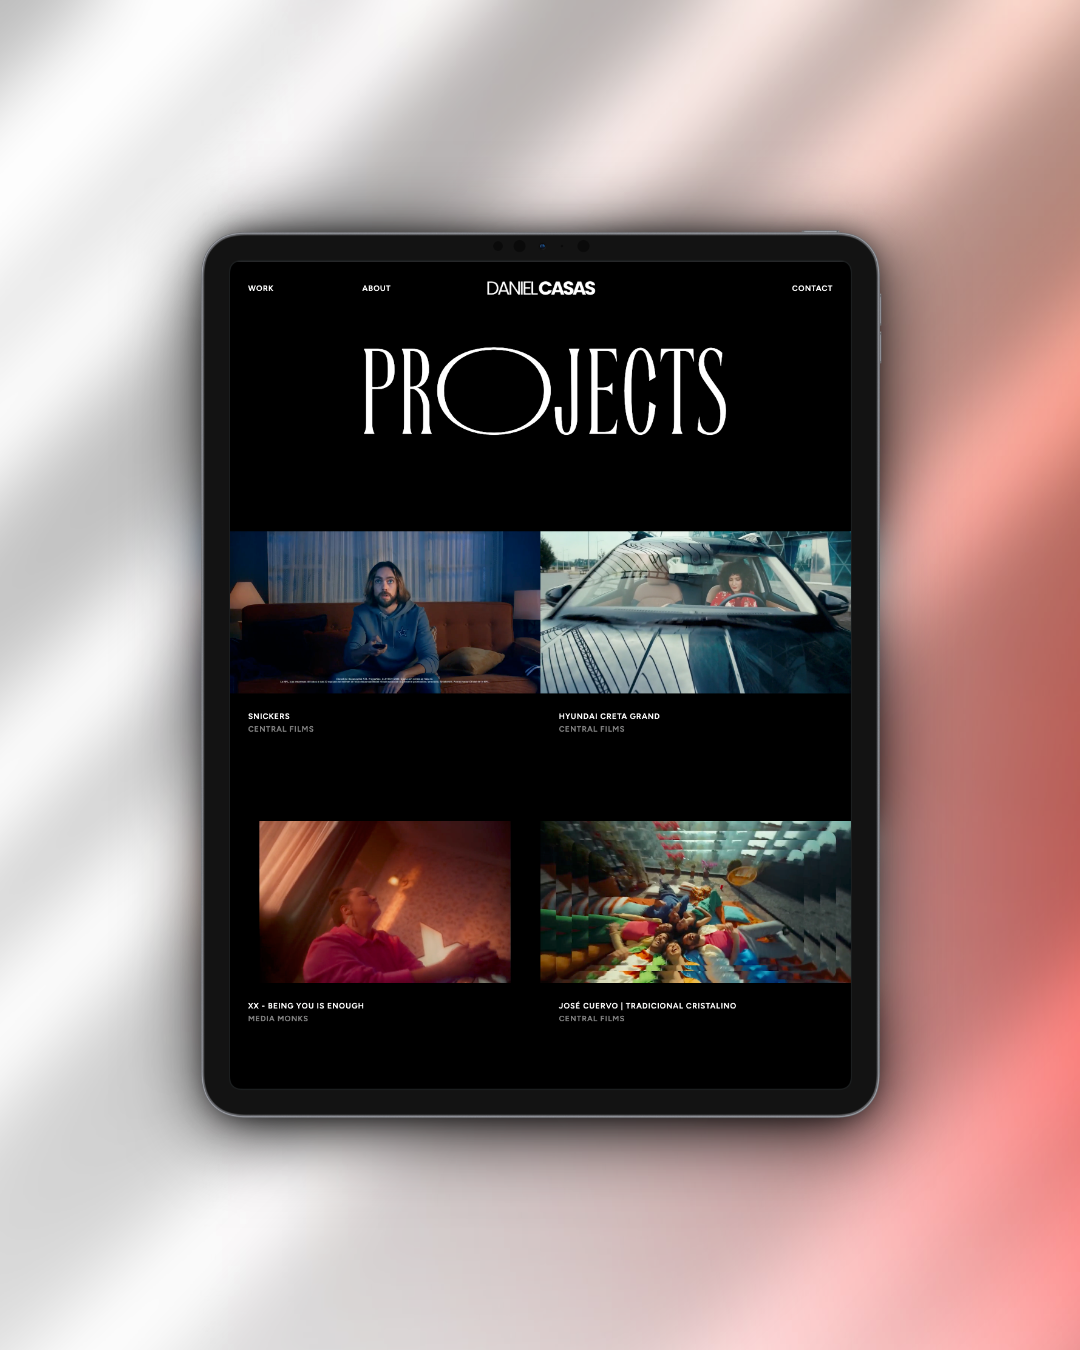 WORK ABOUT DANIELCASAS CONTACT
PROJECTS
SNICKERS
CENTRAL FILMS
HYUNDAI CRETA GRAND
CENTRAL FILMS
XX - BEING YOU IS ENOUGH
MEDIA MONKS
JOSÉ CUERVO | TRADICIONAL CRISTALINO
CENTRAL FILMS